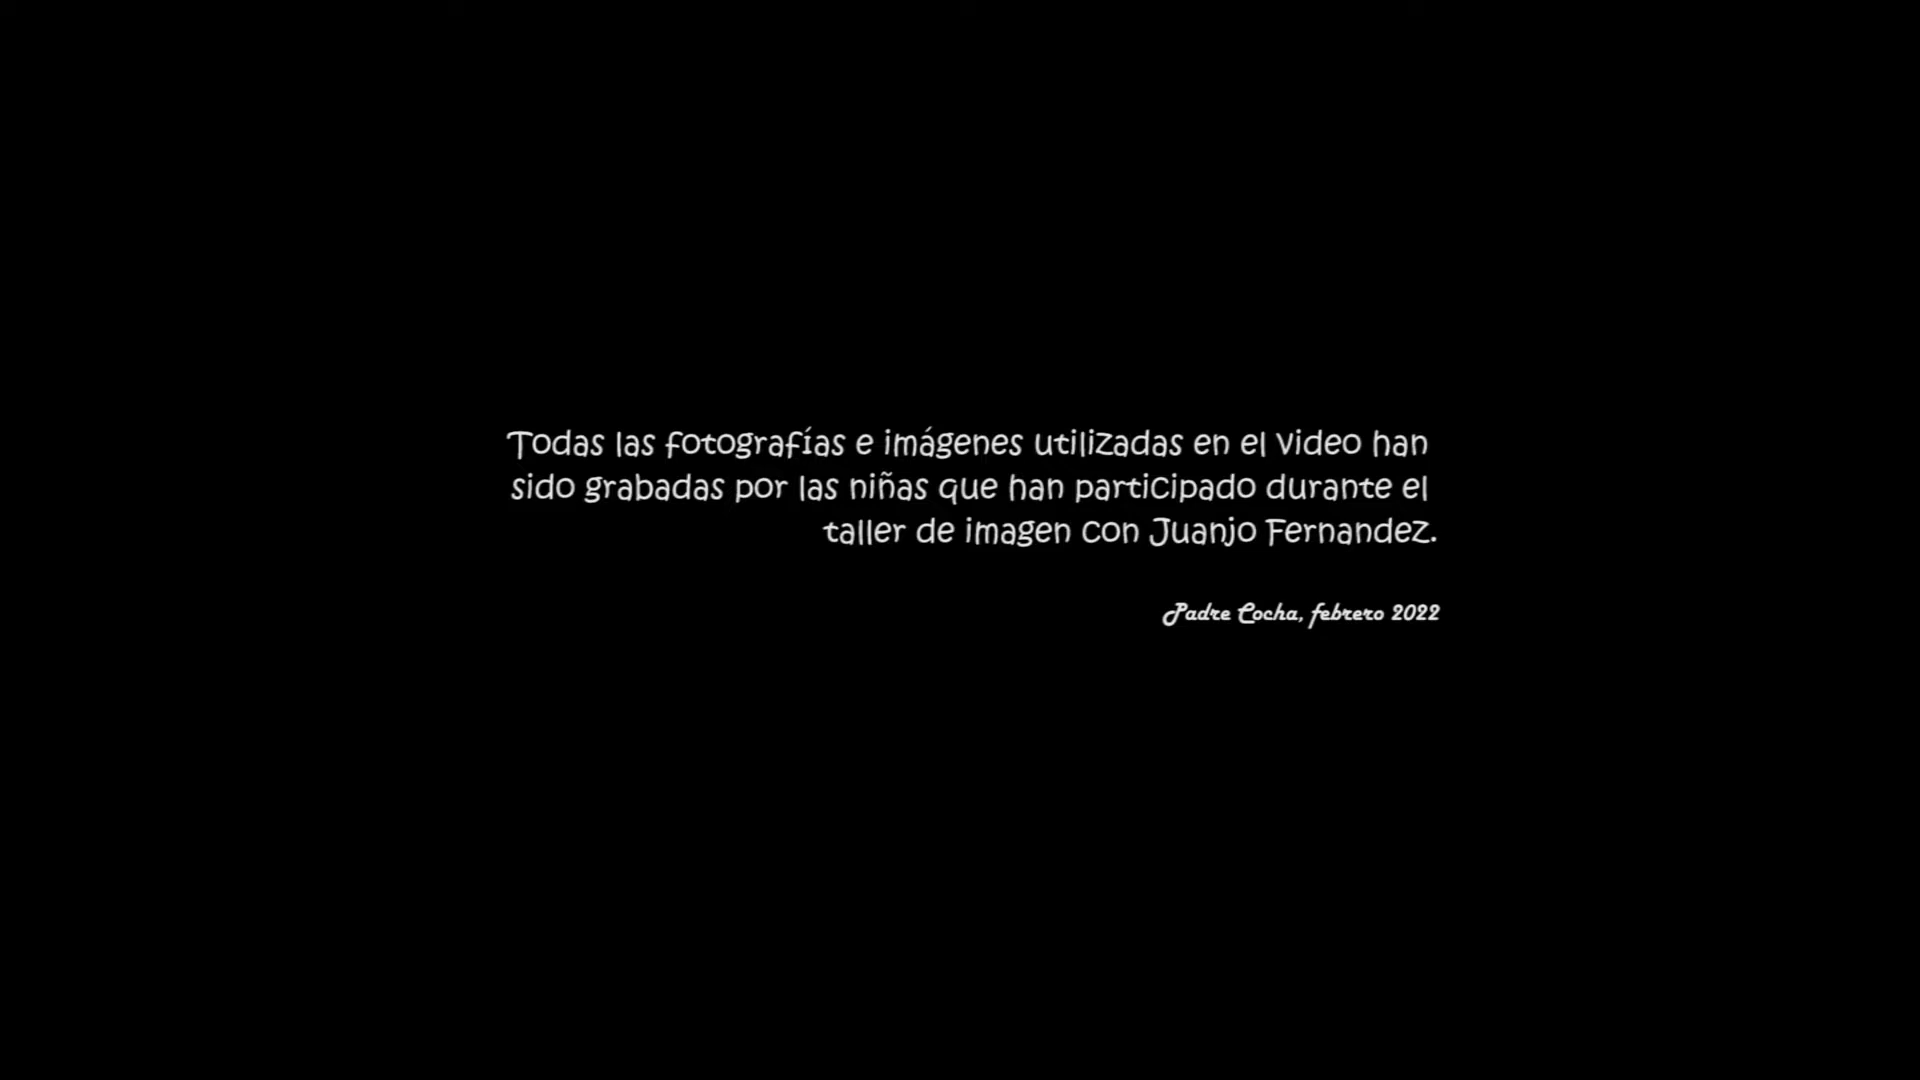 Todas las fotografías e imágenes utilizadas en el video han
sido grabadas por las niñas que han participado durante el
taller de imagen con Juanjo Fernandez.
Padre Cocha, febrero 2022